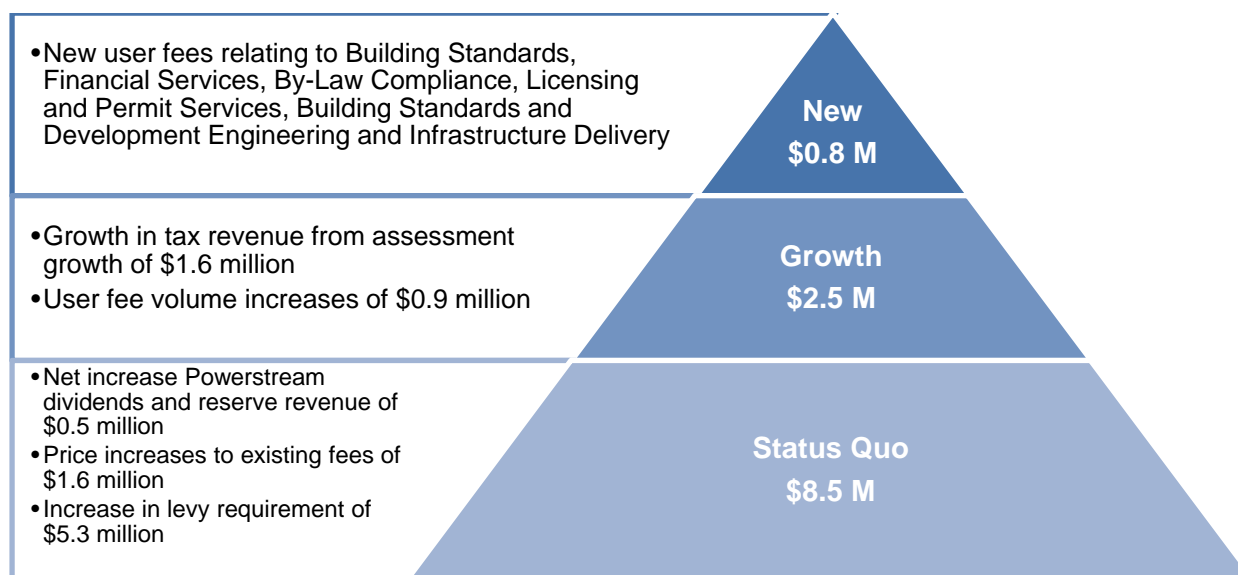 •New user fees relating to Building Standards,
Financial Services, By-Law Compliance, Licensing
and Permit Services, Building Standards and
Development Engineering and Infrastructure Delivery
New
$0.8 M
•Growth in tax revenue from assessment
growth of $1.6 million
•User fee volume increases of $0.9 million
Growth
$2.5 M
•Net increase Powerstream
dividends and reserve revenue of
$0.5 million
•Price increases to existing fees of
$1.6 million
•Increase in levy requirement of
$5.3 million
Status Quo
$8.5 M